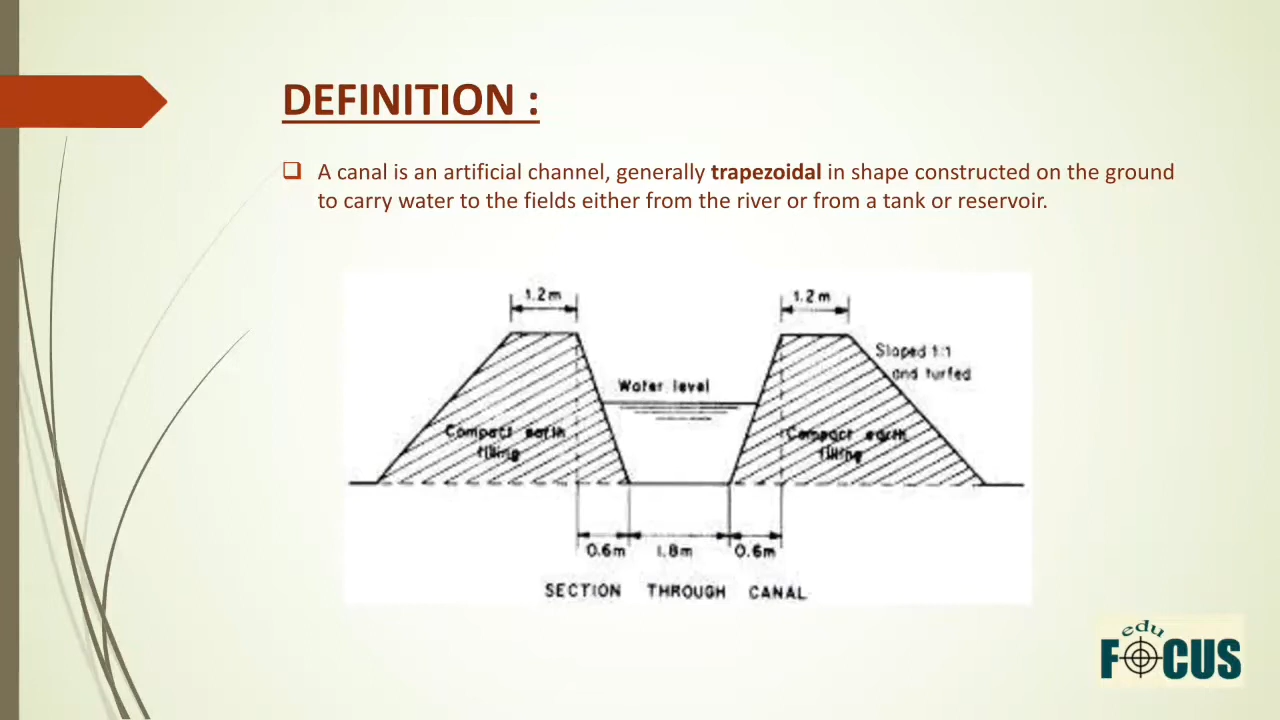 DEFINITION :
❑ A canal is an artificial channel, generally trapezoidal in shape constructed on the ground
to carry water to the fields either from the river or from a tank or reservoir.
1.2m
1.2m
Sloped 1:1
and turfed
Water level
Compact earth
filling
Compact earth
filling
0.6m
1.8m
0.6m
SECTION THROUGH CANAL
edu
FOCUS